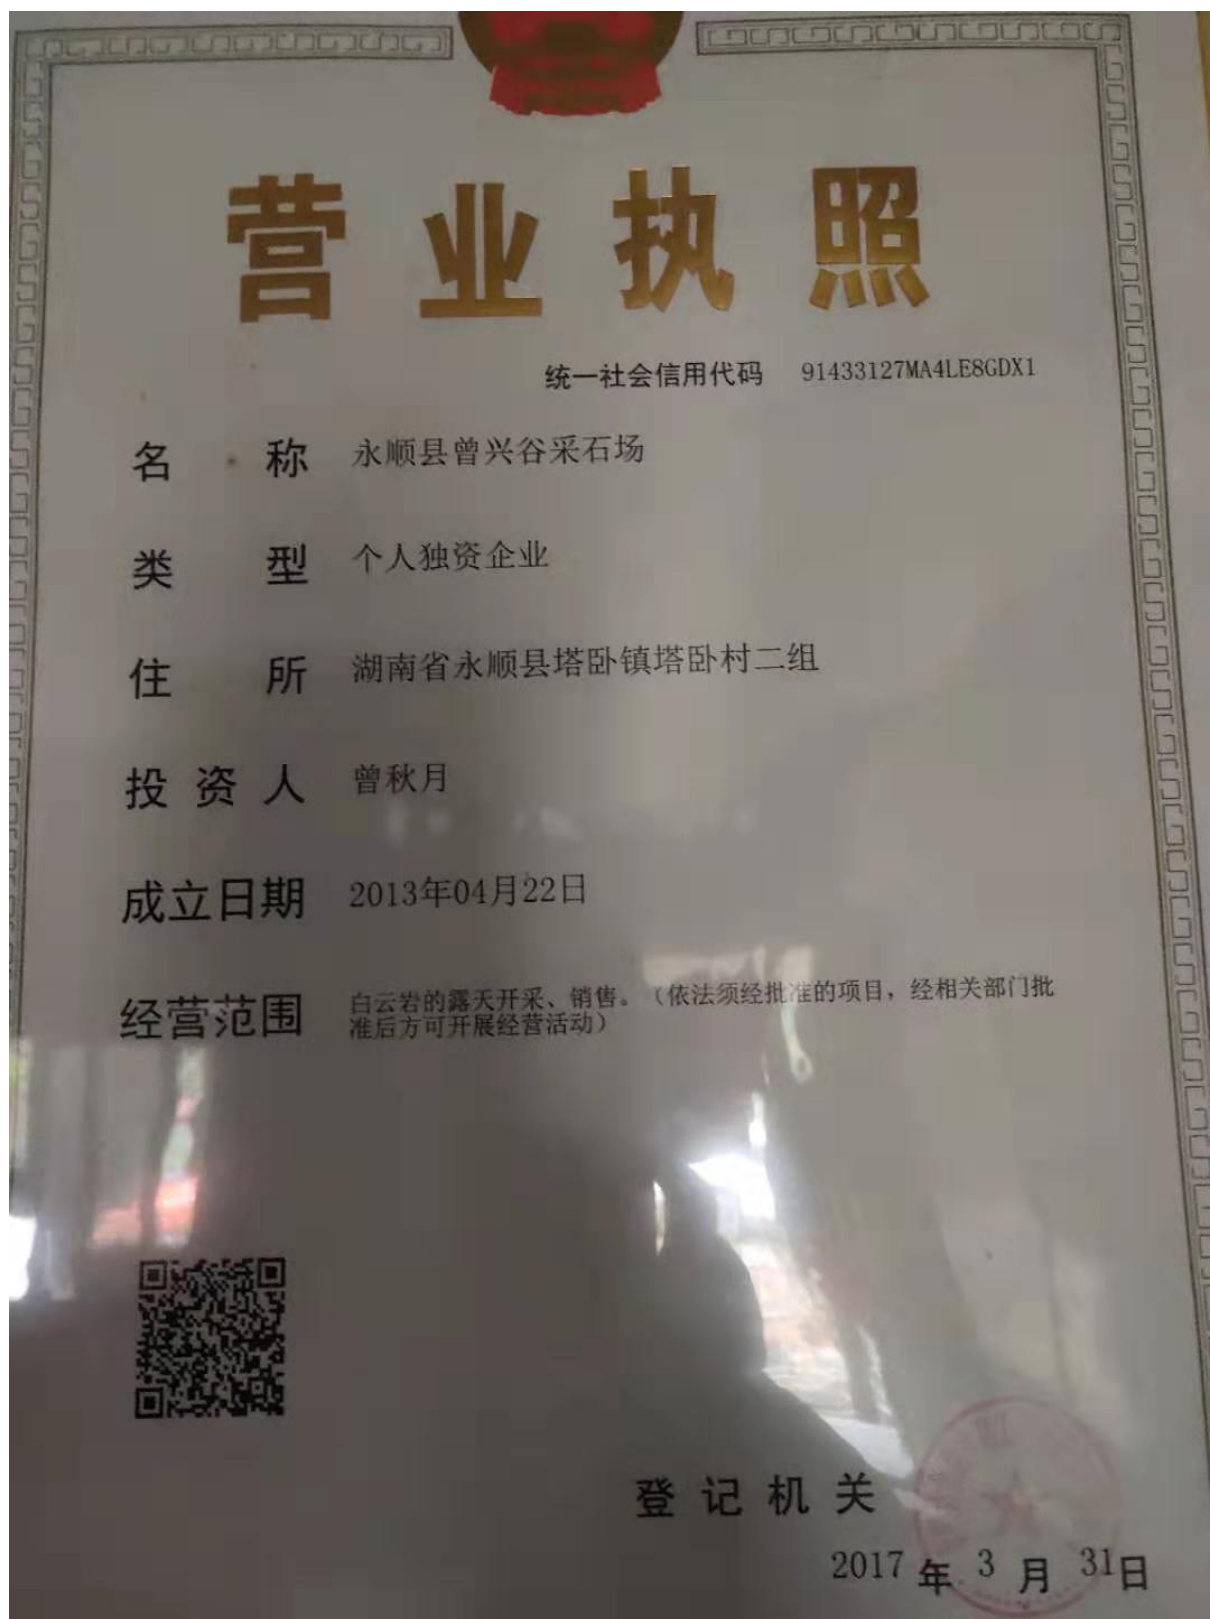 营业执照
统一社会信用代码 91433127MA4LE8GDX1
名称 永顺县曾兴谷采石场
类型 个人独资企业
住所 湖南省永顺县塔卧镇塔卧村二组
投资人 曾秋月
成立日期 2013年04月22日
经营范围 白云岩的露天开采、销售。（依法须经批准的项目，经相关部门批
准后方可开展经营活动）
登记机关
2017年3月31日